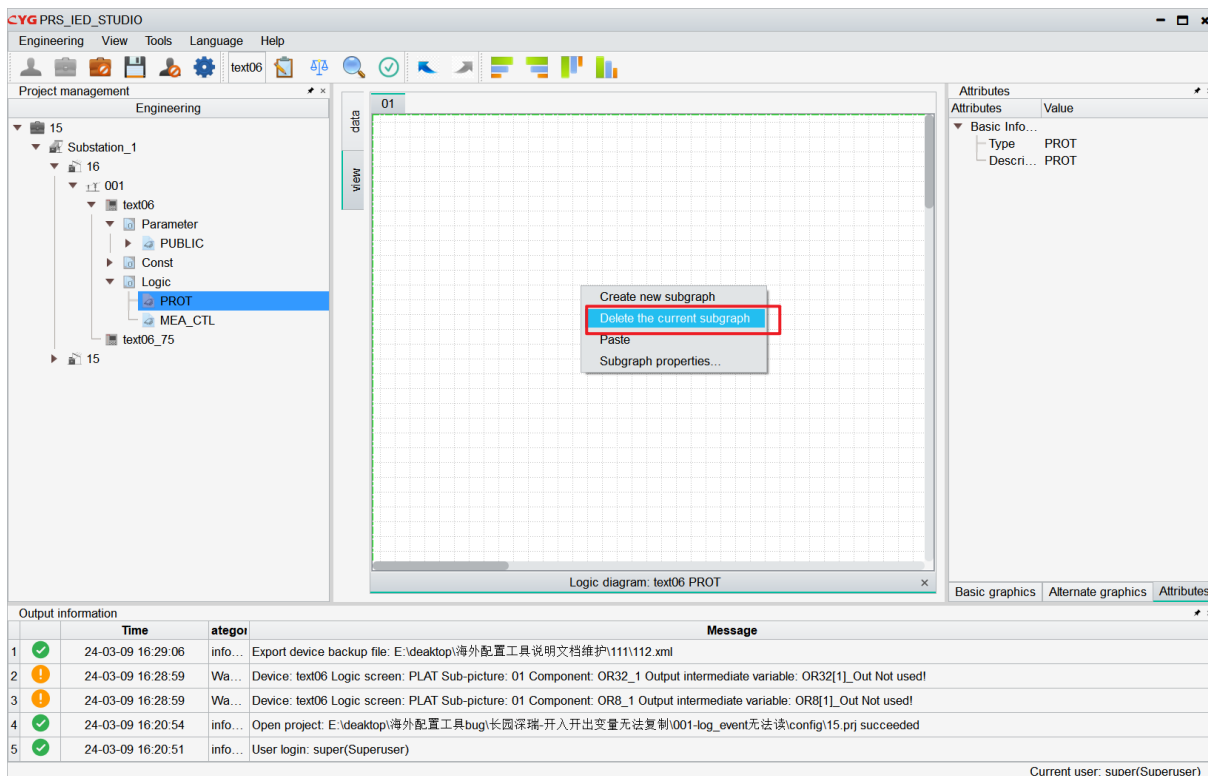 CYG PRS_IED_STUDIO
Engineering View Tools Language Help
text06
Project management
Engineering
15
Substation_1
16
001
text06
Parameter
PUBLIC
Const
Logic
PROT
MEA_CTL
text06_75
15
data
view
01
Create new subgraph
Delete the current subgraph
Paste
Subgraph properties...
Logic diagram: text06 PROT
Attributes
Attributes Value
Basic Info...
Type PROT
Descri... PROT
Basic graphics Alternate graphics Attributes
Output information
Time ategor Message
1 24-03-09 16:29:06 info... Export device backup file: E:\deaktop\海外配置工具说明文档维护\111\112.xml
2 24-03-09 16:28:59 Wa... Device: text06 Logic screen: PLAT Sub-picture: 01 Component: OR32_1 Output intermediate variable: OR32[1]_Out Not used!
3 24-03-09 16:28:59 Wa... Device: text06 Logic screen: PLAT Sub-picture: 01 Component: OR8_1 Output intermediate variable: OR8[1]_Out Not used!
4 24-03-09 16:20:54 info... Open project: E:\deaktop\海外配置工具bug\长园深瑞-开入开出变量无法复制\001-log_event无法读\config\15.prj succeeded
5 24-03-09 16:20:51 info... User login: super(Superuser)
Current user: super(Superuser)